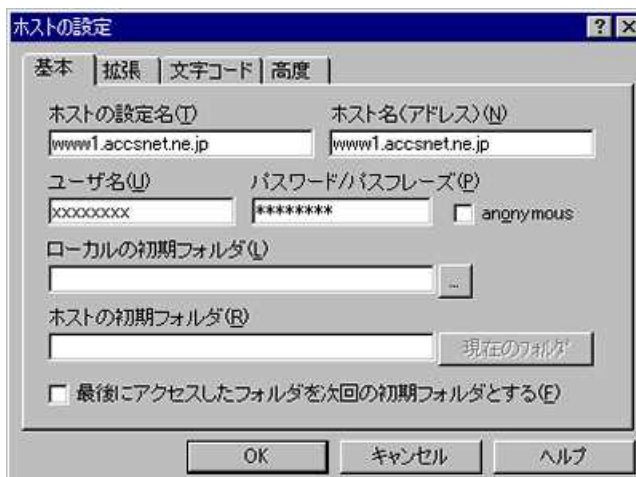 ホストの設定
基本 拡張 文字コード 高度
ホストの設定名(T) ホスト名(アドレス)(N)
www1.accsnet.ne.jp www1.accsnet.ne.jp
ユーザ名(U) パスワード/パスフレーズ(P)
xxxxxxxx ******** anonymous
ローカルの初期フォルダ(L)
...
ホストの初期フォルダ(R)
現在のフォルダ
最後にアクセスしたフォルダを次回の初期フォルダとする(F)
OK キャンセル ヘルプ